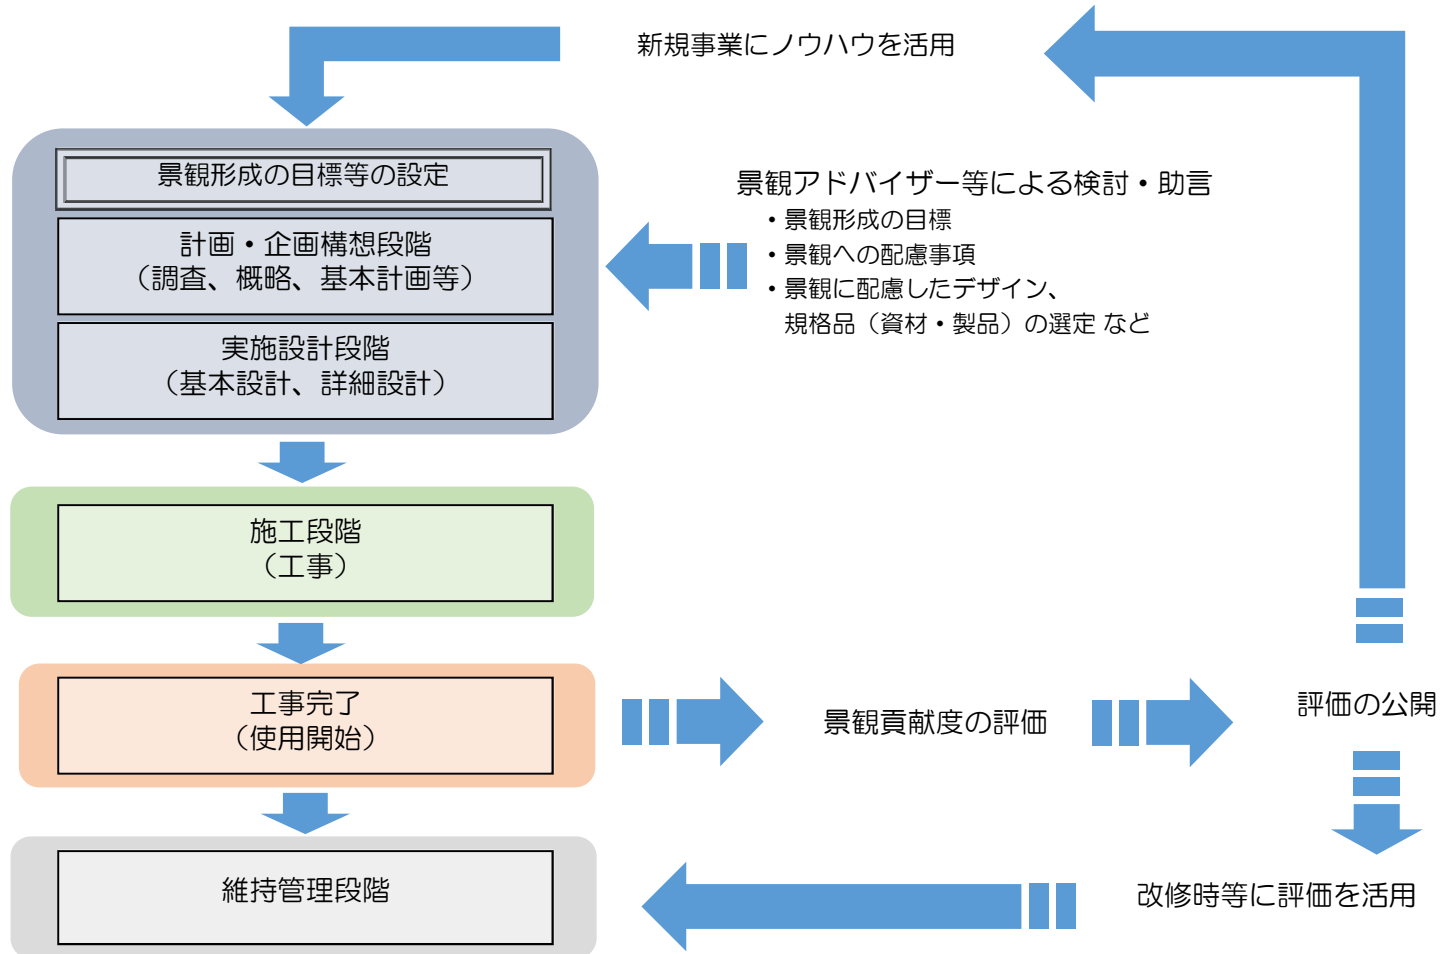 新規事業にノウハウを活用
景観形成の目標等の設定
計画・企画構想段階
（調査、概略、基本計画等）
実施設計段階
（基本設計、詳細設計）
景観アドバイザー等による検討・助言
・景観形成の目標
・景観への配慮事項
・景観に配慮したデザイン、
規格品（資材・製品）の選定 など
施工段階
（工事）
工事完了
（使用開始）
景観貢献度の評価
評価の公開
維持管理段階
改修時等に評価を活用